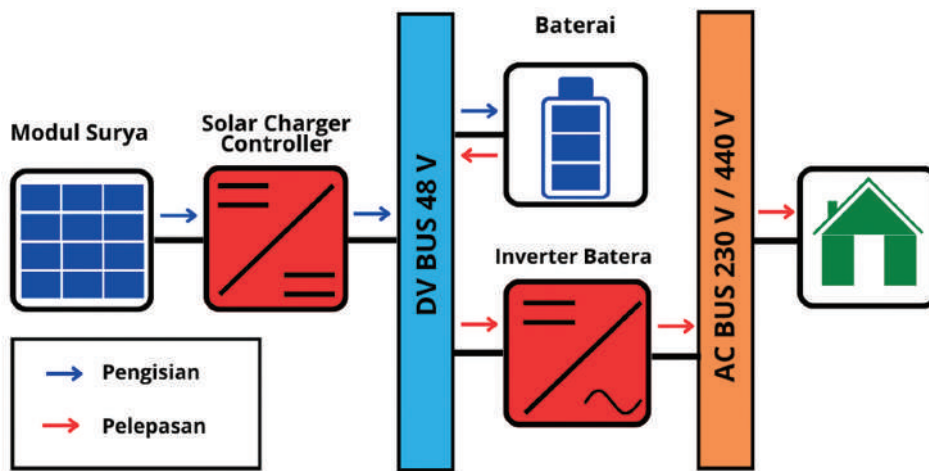 Modul Surya
Solar Charger
Controller
DV BUS 48 V
Baterai
Inverter Batera
AC BUS 230 V / 440 V
Pengisian
Pelepasan